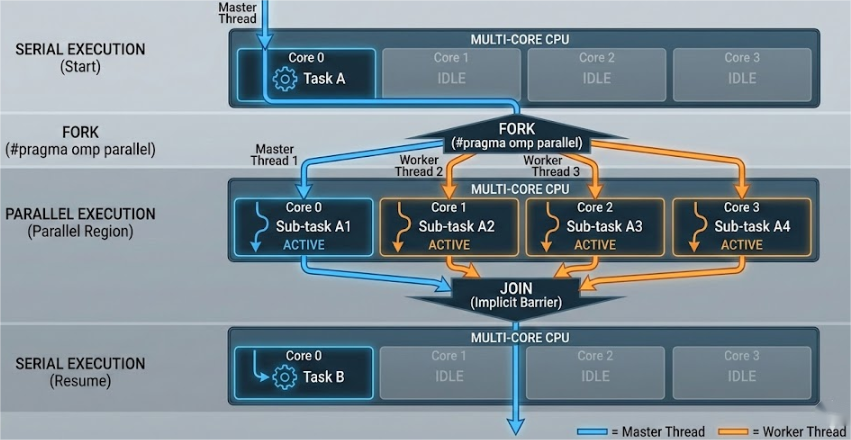 Master
Thread
SERIAL EXECUTION
(Start)
MULTI-CORE CPU
Core 0
Task A
Core 1
IDLE
Core 2
IDLE
Core 3
IDLE
FORK
(#pragma omp parallel)
FORK
(#pragma omp parallel)
Master
Thread 1
Worker
Thread 2
Worker
Thread 3
PARALLEL EXECUTION
(Parallel Region)
MULTI-CORE CPU
Core 0
Sub-task A1
ACTIVE
Core 1
Sub-task A2
ACTIVE
Core 2
Sub-task A3
ACTIVE
Core 3
Sub-task A4
ACTIVE
JOIN
(Implicit Barrier)
SERIAL EXECUTION
(Resume)
MULTI-CORE CPU
Core 0
Task B
Core 1
IDLE
Core 2
IDLE
Core 3
IDLE
= Master Thread
= Worker Thread